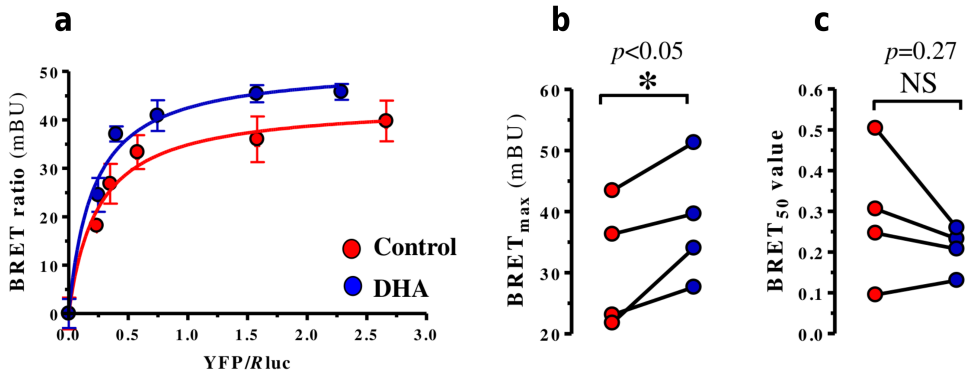 a
BRET ratio (mBU)
50
40
30
20
10
0
0.0 0.5 1.0 1.5 2.0 2.5 3.0
YFP/Rluc
Control
DHA
b
p<0.05
*
BRETmax (mBU)
60
50
40
30
20
c
p=0.27
NS
BRET50 value
0.6
0.5
0.4
0.3
0.2
0.1
0.0